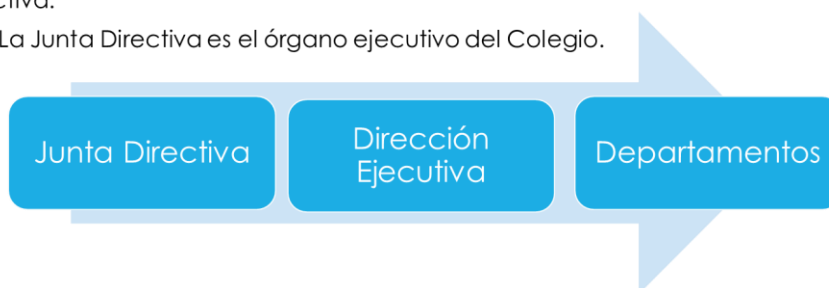 La Junta Directiva es el órgano ejecutivo del Colegio.
Junta Directiva
Dirección
Ejecutiva
Departamentos